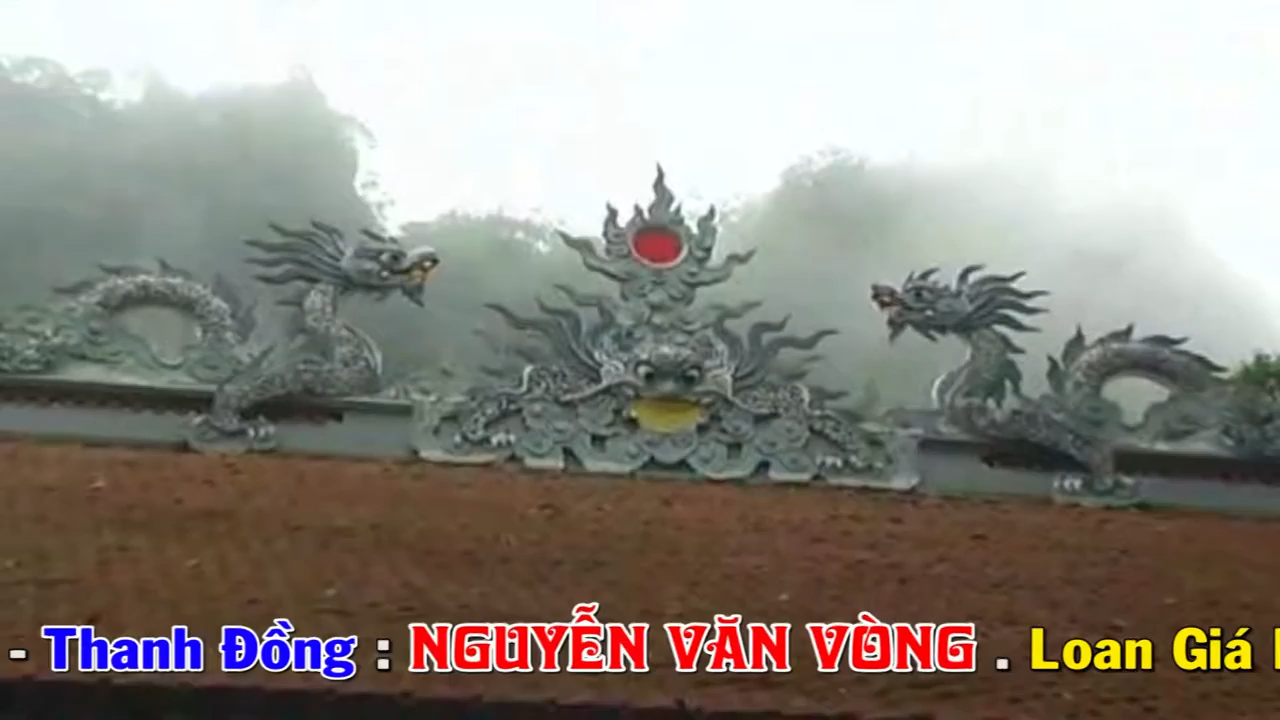 - Thanh Đồng : NGUYỄN VĂN VÒNG . Loan Giá